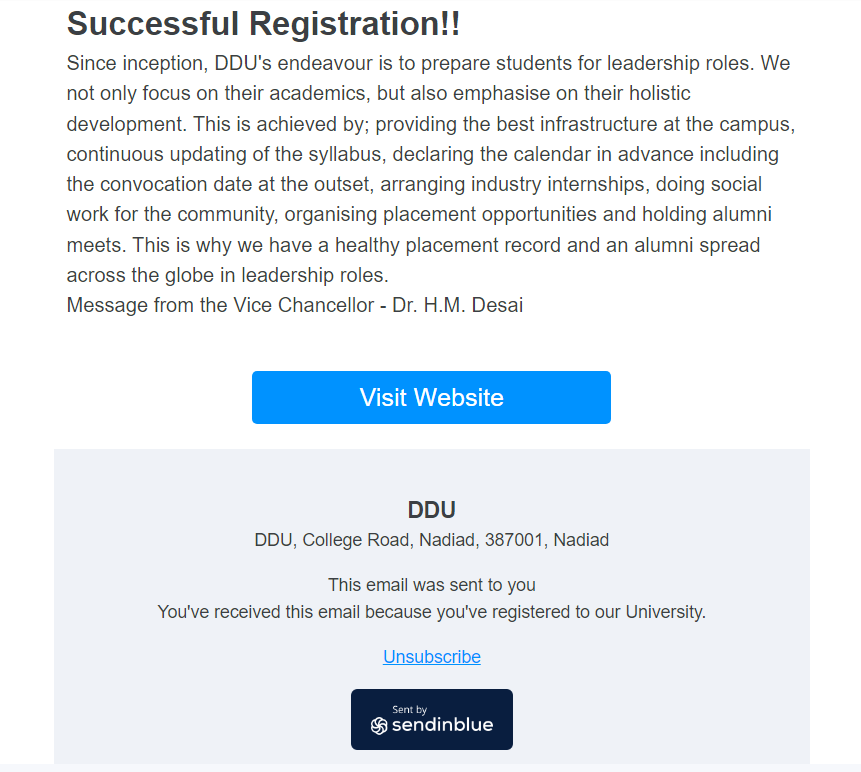 Successful Registration!!
Since inception, DDU's endeavour is to prepare students for leadership roles. We
not only focus on their academics, but also emphasise on their holistic
development. This is achieved by; providing the best infrastructure at the campus,
continuous updating of the syllabus, declaring the calendar in advance including
the convocation date at the outset, arranging industry internships, doing social
work for the community, organising placement opportunities and holding alumni
meets. This is why we have a healthy placement record and an alumni spread
across the globe in leadership roles.
Message from the Vice Chancellor - Dr. H.M. Desai
Visit Website
DDU
DDU, College Road, Nadiad, 387001, Nadiad
This email was sent to you
You've received this email because you've registered to our University.
Unsubscribe
Sent by
sendinblue